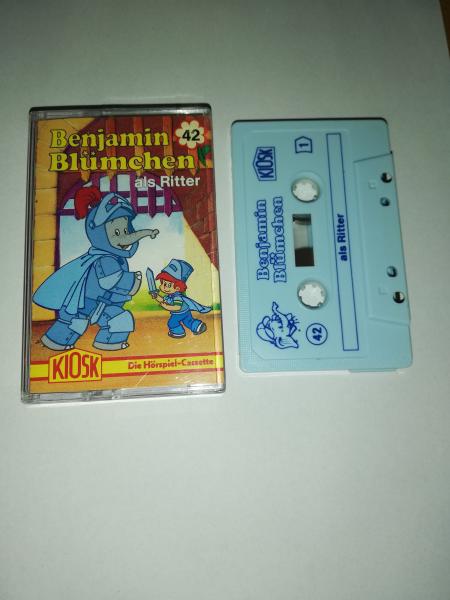 Benjamin
Blümchen
42
als Ritter
KIOSK
Die Hörspiel-Cassette
KIOSK
1
Benjamin
Blümchen
als Ritter
42